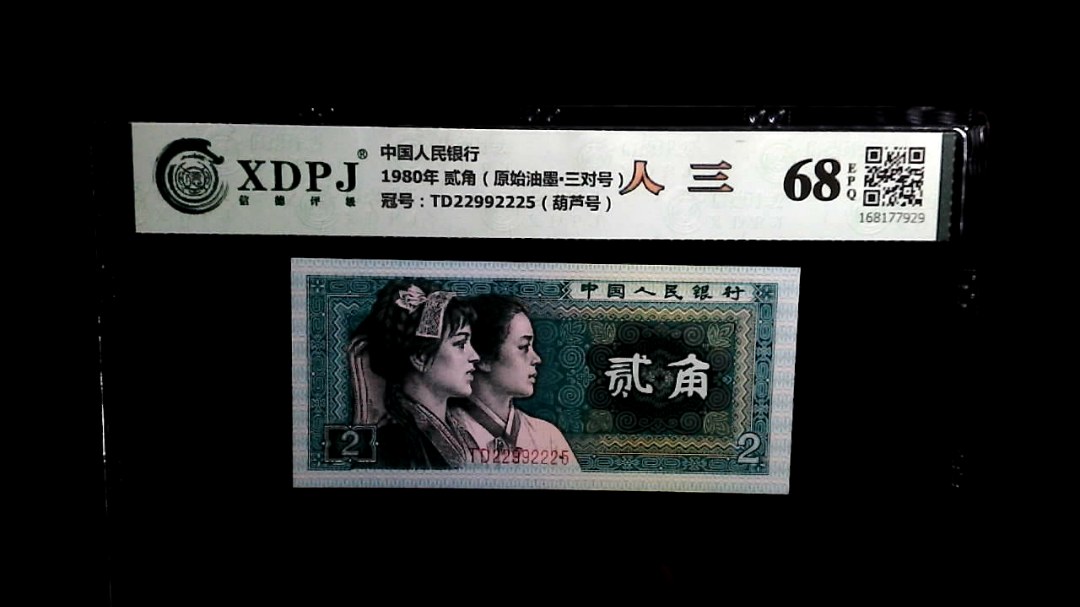 XDPJ®
信德评级
中国人民银行
1980年 贰角（原始油墨·三对号）
冠号：TD22992225（葫芦号）
人 三
68
EPQ
168177929
中国人民银行
贰角
2
TD22992225
2